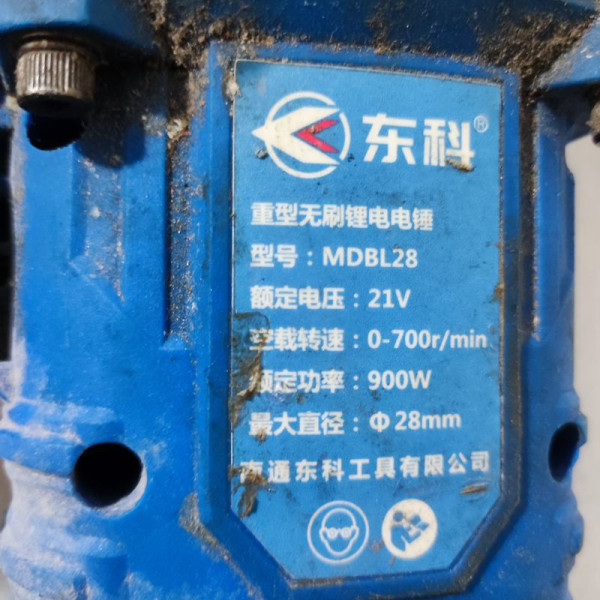 东科®
重型无刷锂电电锤
型号：MDBL28
额定电压：21V
空载转速：0-700r/min
额定功率：900W
最大直径：Φ28mm
南通东科工具有限公司